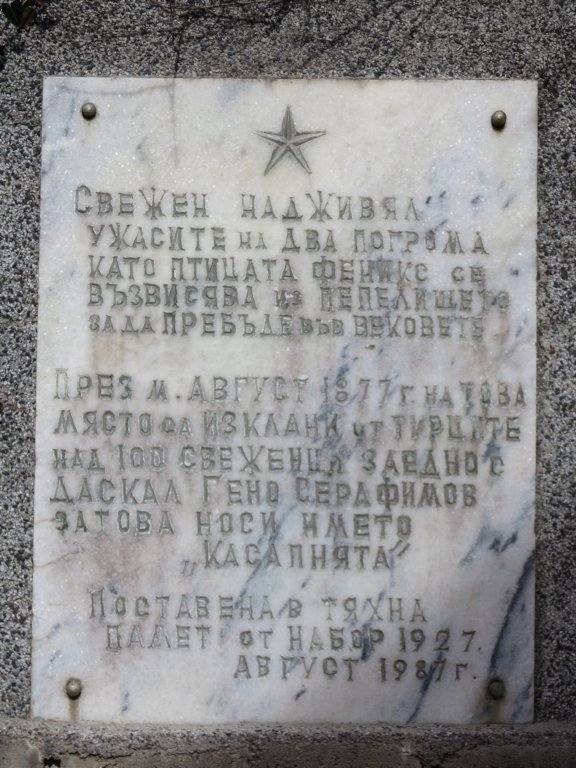 Свежен надживял
ужасите на два погрома
като птицата феникс се
възвисява из пепелището
за да пребъде във вековете
През м. август 1877 г. на това
място са изклани от турците
над 100 свеженци заедно с
даскал Гено Серафимов
затова носи името
„Касапнята“
Поставена в тяхна
памет от набор 1927.
август 1987 г.